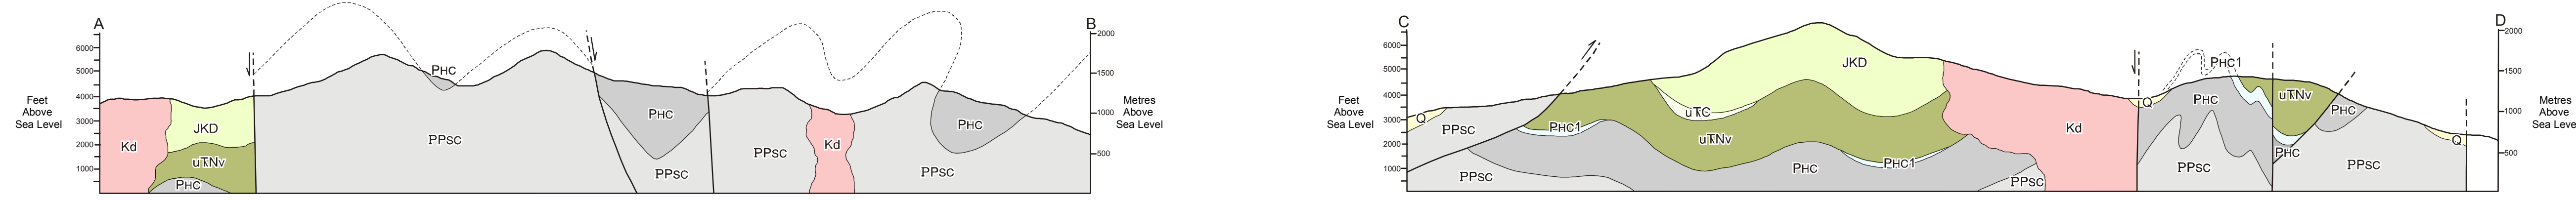 A
B
6000
5000
4000
3000
2000
1000
Feet
Above
Sea Level
Kd
JKD
uTNv
PHC
PHC
PPSC
PHC
PPSC
PPSC
Kd
PHC
PPSC
2000
1500
1000
500
Metres
Above
Sea Level
C
D
6000
5000
4000
3000
2000
1000
Feet
Above
Sea Level
Q
PPSC
PPSC
PHC1
uTC
uTNv
JKD
PHC
PHC1
PPSC
Kd
Q
PHC1
PHC
PPSC
uTNv
PHC
PHC
PPSC
Q
2000
1500
1000
500
Metres
Above
Sea Level